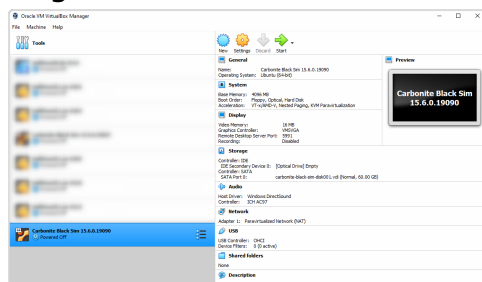 Oracle VM VirtualBox Manager
File Machine Help
Tools
New Settings Discard Start
General
Name: Carbonite Black Sim 15.6.0.19090
Operating System: Ubuntu (64-bit)
System
Base Memory: 4096 MB
Boot Order: Floppy, Optical, Hard Disk
Acceleration: VT-x/AMD-V, Nested Paging, KVM Paravirtualization
Display
Video Memory: 16 MB
Graphics Controller: VMSVGA
Remote Desktop Server Port: 5991
Recording: Disabled
Storage
Controller: IDE
IDE Secondary Device 0: [Optical Drive] Empty
Controller: SATA
SATA Port 0: carbonite-black-sim-disk001.vdi (Normal, 60.00 GB)
Audio
Host Driver: Windows DirectSound
Controller: ICH AC97
Network
Adapter 1: Paravirtualized Network (NAT)
USB
USB Controller: OHCI
Device Filters: 0 (0 active)
Shared folders
None
Description
Preview
Carbonite Black Sim
15.6.0.19090
Carbonite Black Sim 15.6.0.19090
Powered Off